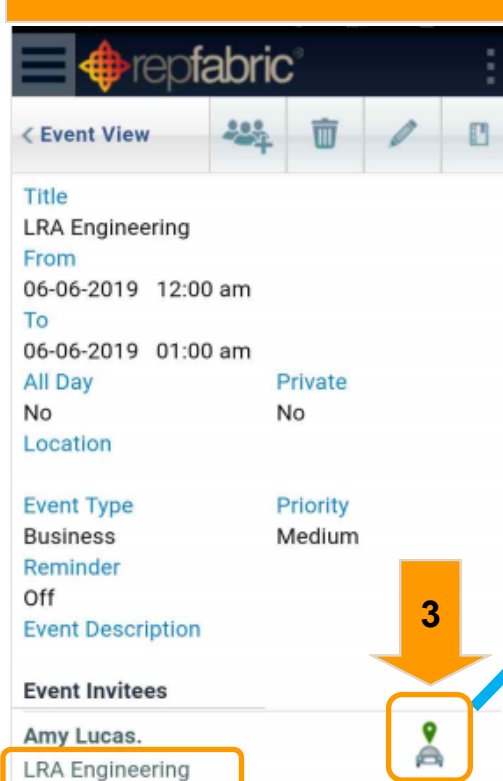 repfabric®
< Event View
Title
LRA Engineering
From
06-06-2019 12:00 am
To
06-06-2019 01:00 am
All Day Private
No No
Location
Event Type Priority
Business Medium
Reminder
Off
Event Description
3
Event Invitees
Amy Lucas.
LRA Engineering